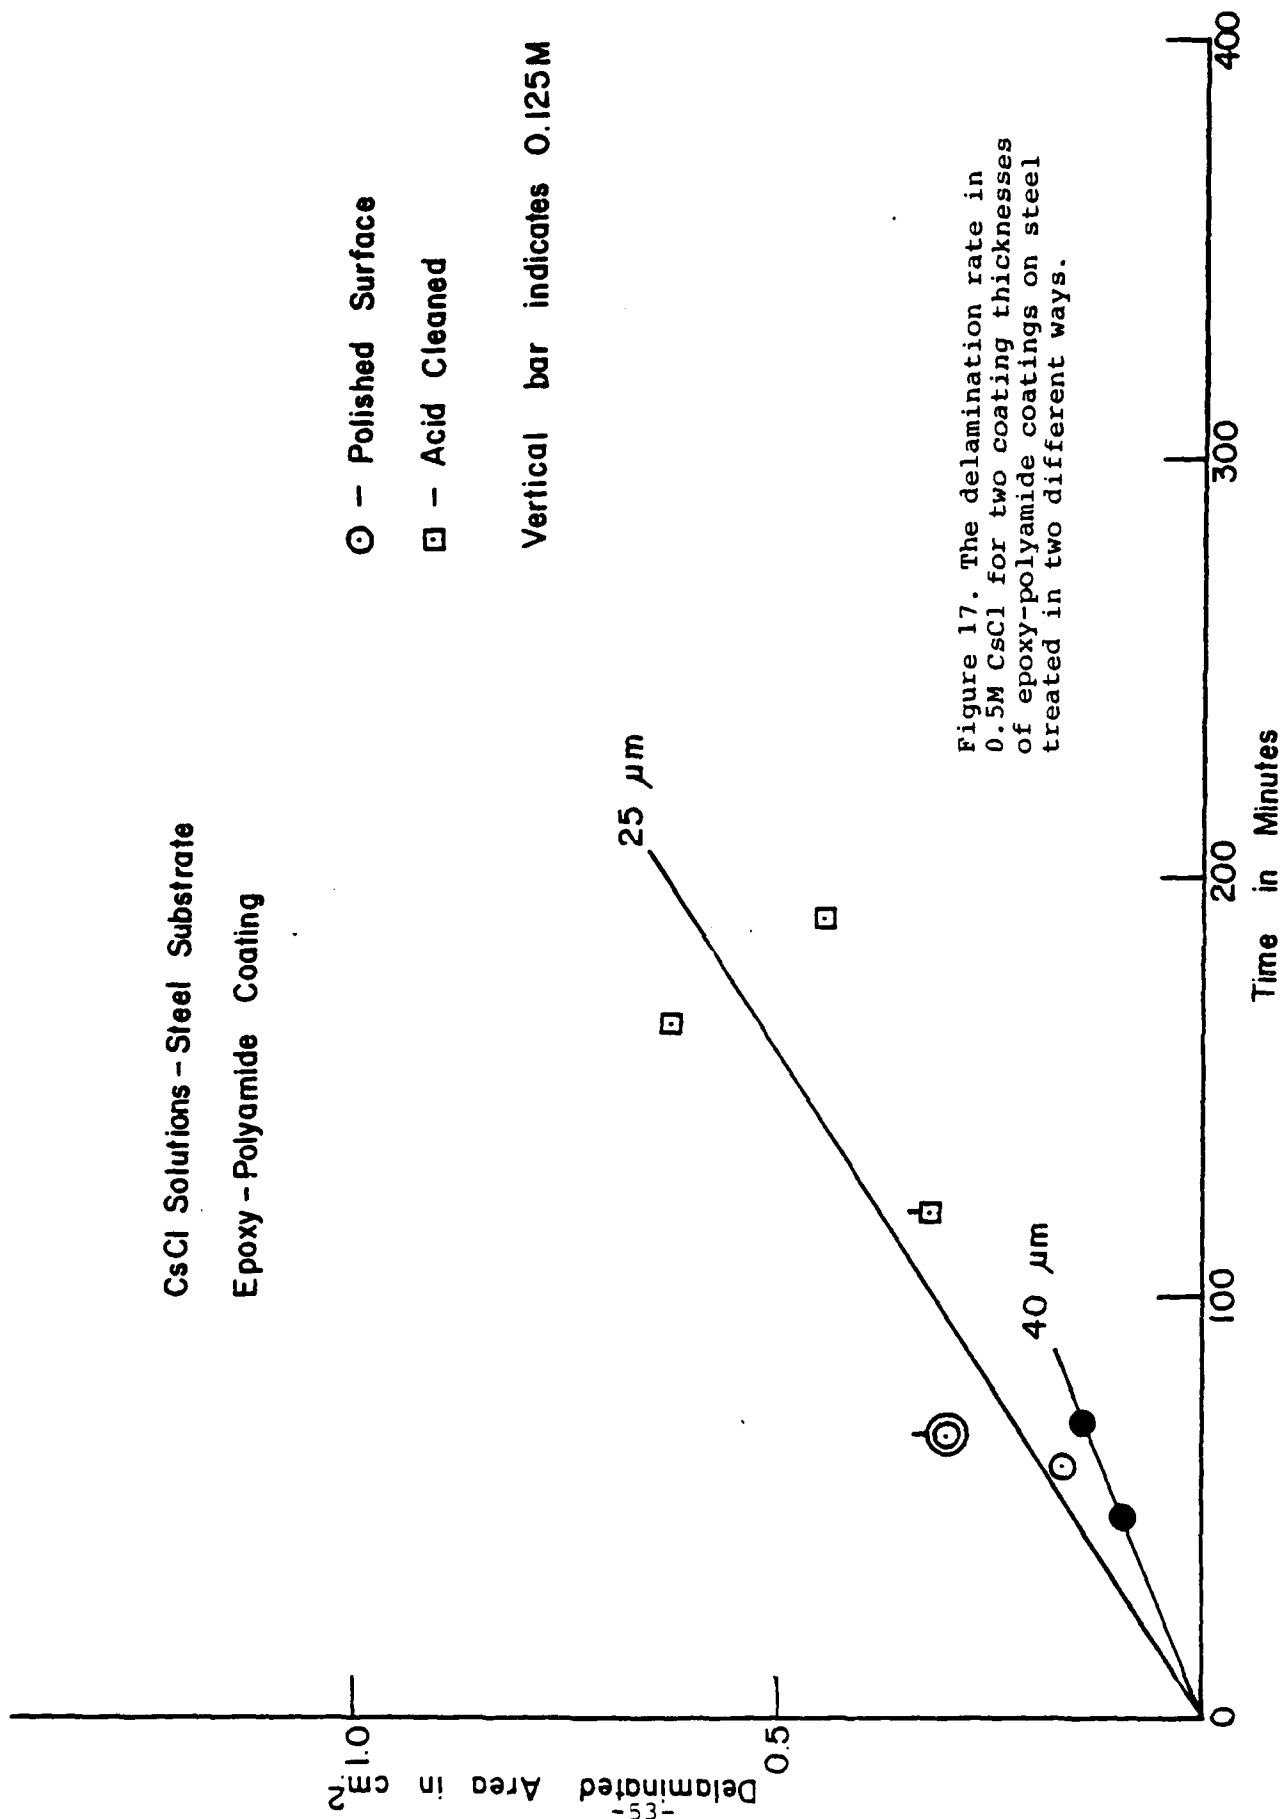 CsCl Solutions - Steel Substrate
Epoxy - Polyamide Coating
⊙ - Polished Surface
⊡ - Acid Cleaned
Vertical bar indicates 0.125M
Delaminated Area in cm.2
1.0
0.5
25 µm
40 µm
0
100
200
300
400
Time in Minutes
Figure 17. The delamination rate in
0.5M CsCl for two coating thicknesses
of epoxy-polyamide coatings on steel
treated in two different ways.
-53-